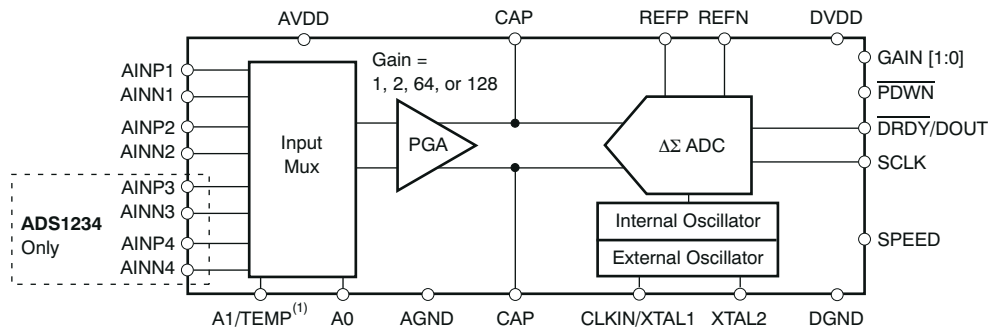 AVDD
CAP
REFP
REFN
DVDD
Gain =
1, 2, 64, or 128
GAIN [1:0]
PDWN
DRDY/DOUT
SCLK
SPEED
AINP1
AINN1
AINP2
AINN2
AINP3
AINN3
AINP4
AINN4
ADS1234
Only
Input
Mux
PGA
ΔΣ ADC
Internal Oscillator
External Oscillator
A1/TEMP(1)
A0
AGND
CAP
CLKIN/XTAL1
XTAL2
DGND